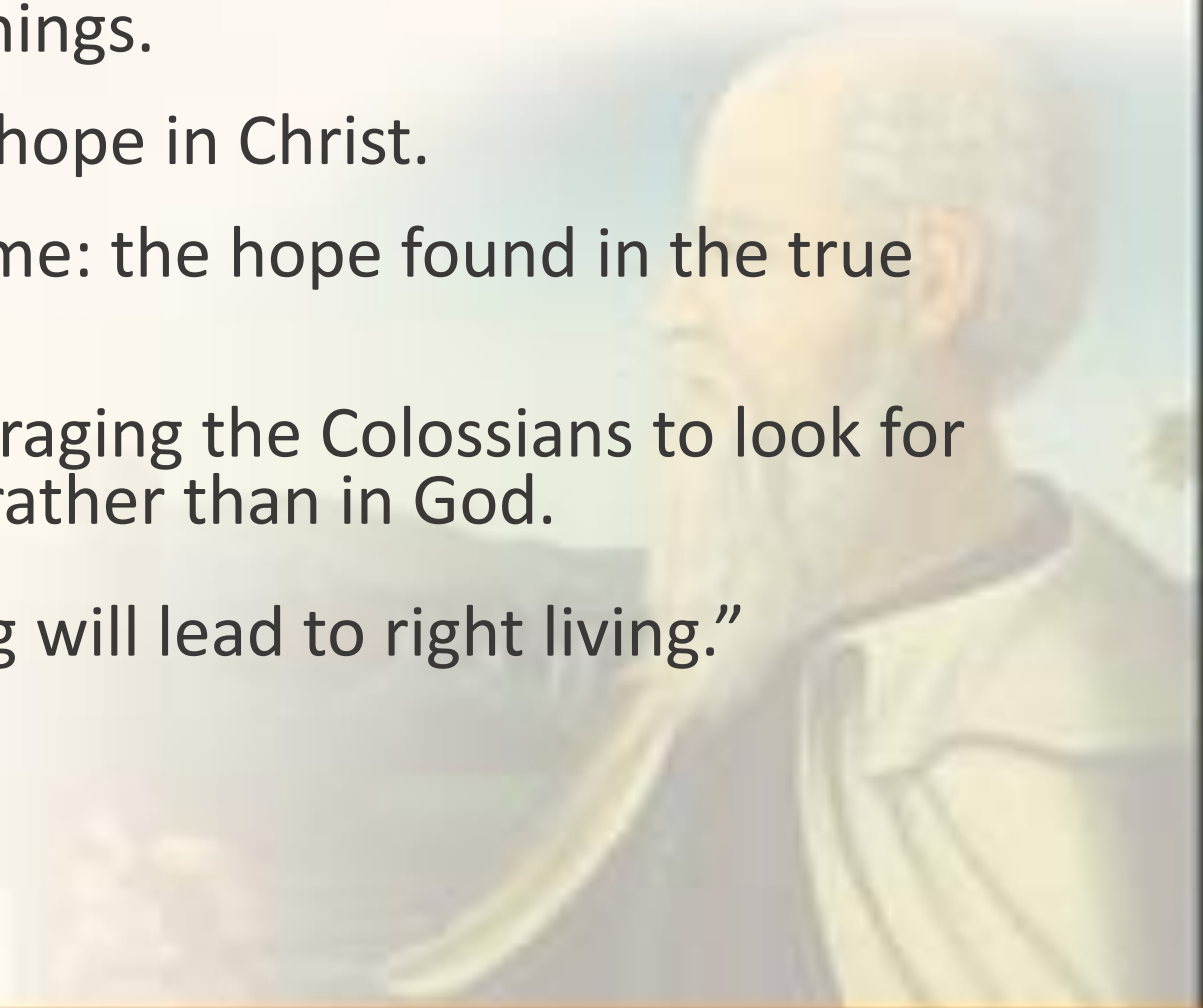 nings.
hope in Christ.
me: the hope found in the true
raging the Colossians to look for
rather than in God.
g will lead to right living.”